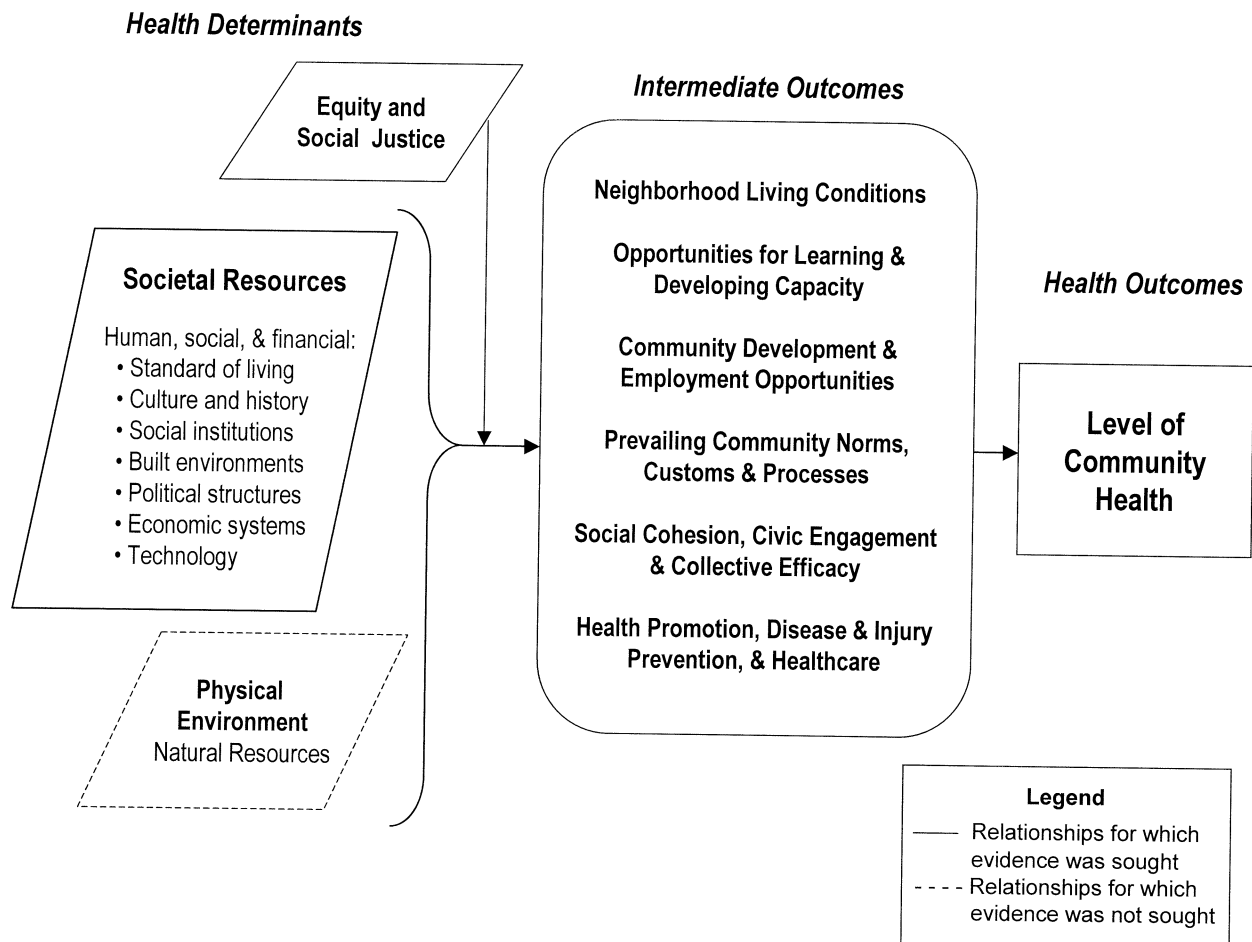 Health Determinants
Equity and
Social Justice
Societal Resources
Human, social, & financial:
• Standard of living
• Culture and history
• Social institutions
• Built environments
• Political structures
• Economic systems
• Technology
Physical
Environment
Natural Resources
Intermediate Outcomes
Neighborhood Living Conditions
Opportunities for Learning &
Developing Capacity
Community Development &
Employment Opportunities
Prevailing Community Norms,
Customs & Processes
Social Cohesion, Civic Engagement
& Collective Efficacy
Health Promotion, Disease & Injury
Prevention, & Healthcare
Health Outcomes
Level of
Community
Health
Legend
Relationships for which
evidence was sought
Relationships for which
evidence was not sought